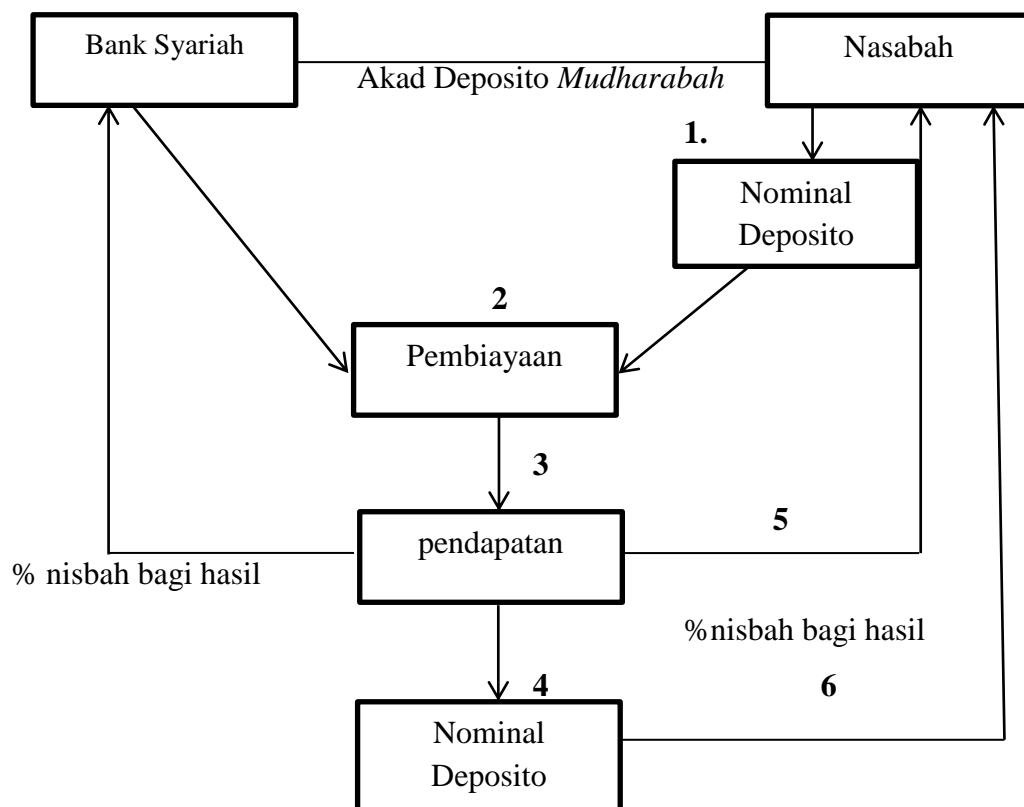 Bank Syariah
Nasabah
Akad Deposito Mudharabah
1.
Nominal
Deposito
2
Pembiayaan
3
pendapatan
5
% nisbah bagi hasil
%nisbah bagi hasil
4
6
Nominal
Deposito